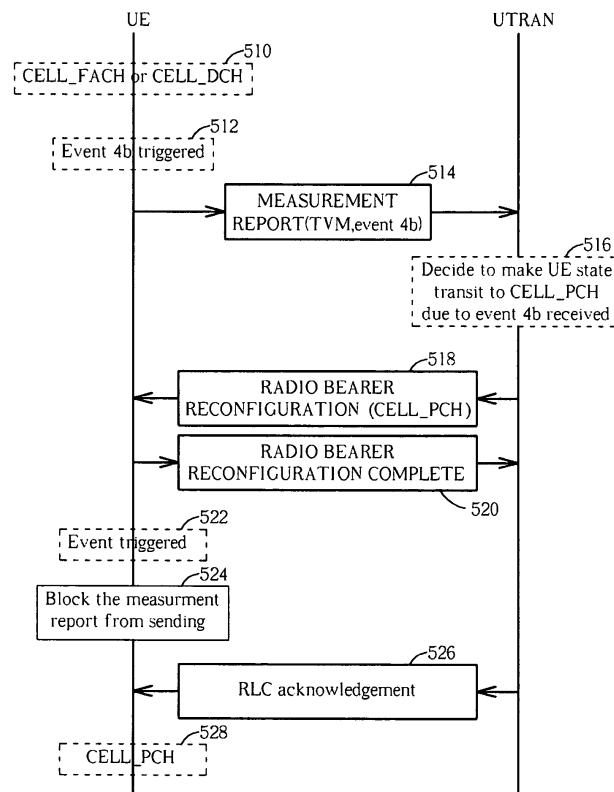 UE
UTRAN
510
CELL_FACH or CELL_DCH
512
Event 4b triggered
514
MEASUREMENT
REPORT(TVM,event 4b)
516
Decide to make UE state
transit to CELL_PCH
due to event 4b received
518
RADIO BEARER
RECONFIGURATION (CELL_PCH)
RADIO BEARER
RECONFIGURATION COMPLETE
520
522
Event triggered
524
Block the measurment
report from sending
526
RLC acknowledgement
528
CELL_PCH